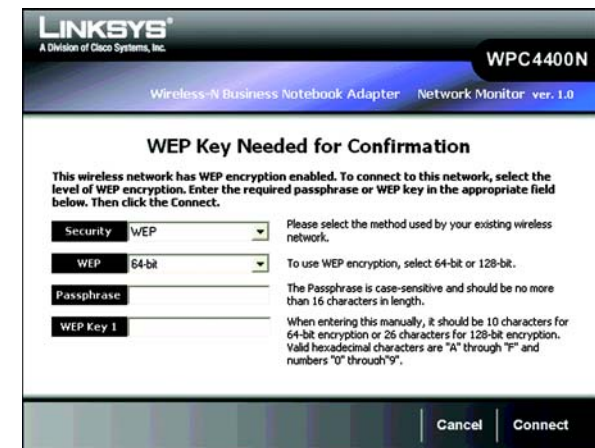 LINKSYS®
A Division of Cisco Systems, Inc.
WPC4400N
Wireless-N Business Notebook Adapter Network Monitor ver. 1.0
WEP Key Needed for Confirmation
This wireless network has WEP encryption enabled. To connect to this network, select the
level of WEP encryption. Enter the required passphrase or WEP key in the appropriate field
below. Then click the Connect.
Security WEP
Please select the method used by your existing wireless
network.
WEP 64-bit
To use WEP encryption, select 64-bit or 128-bit.
Passphrase
The Passphrase is case-sensitive and should be no more
than 16 characters in length.
WEP Key 1
When entering this manually, it should be 10 characters for
64-bit encryption or 26 characters for 128-bit encryption.
Valid hexadecimal characters are "A" through "F" and
numbers "0" through"9".
Cancel Connect